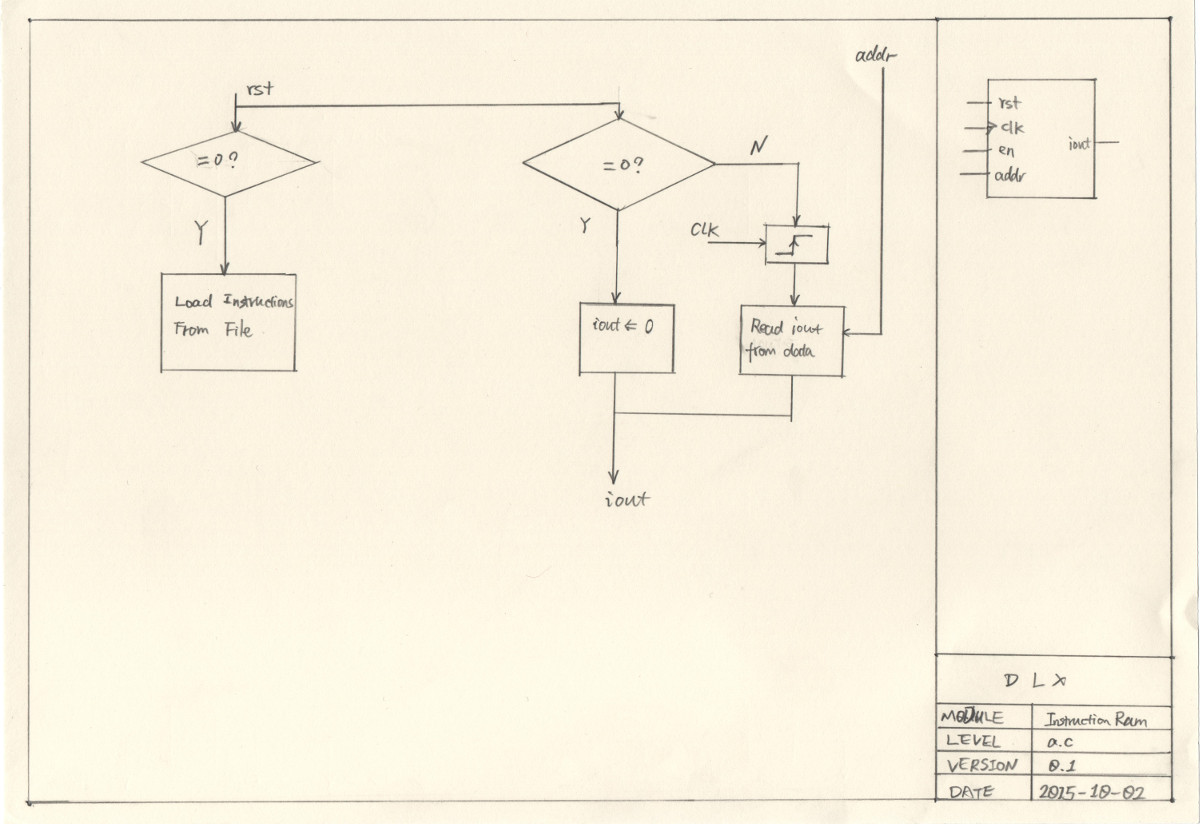 addr
rst
=0?
=0?
N
Y
Y
CLK
Load Instructions
From File
iout ⇐ 0
Read iout
from data
iout
rst
clk
en
addr
iout
DLX
MODULE Instruction Ram
LEVEL a.c
VERSION 0.1
DATE 2015-10-02